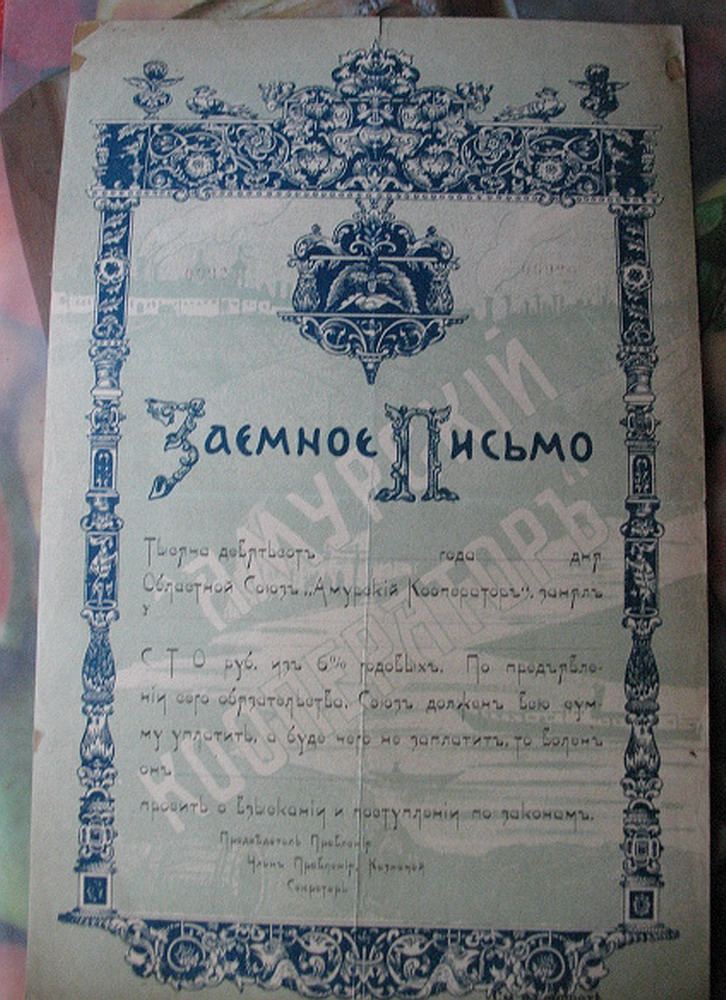 Заемное Письмо
Тысяча девятьсот года дня
Областной Союзъ „Амурскій Кооператоръ“, занялъ
у
СТО руб. изъ 6% годовыхъ. По предъявле-
ніи сего обязательства, Союзъ долженъ всю сум-
му уплатить, а буде чего не заплатитъ, то воленъ
онъ
просить о взысканіи и поступленіи по законамъ.
Предсѣдатель Правленія
Членъ Правленія, Казначей
Секретарь
„АМУРСКІЙ
КООПЕРАТОРЪ“